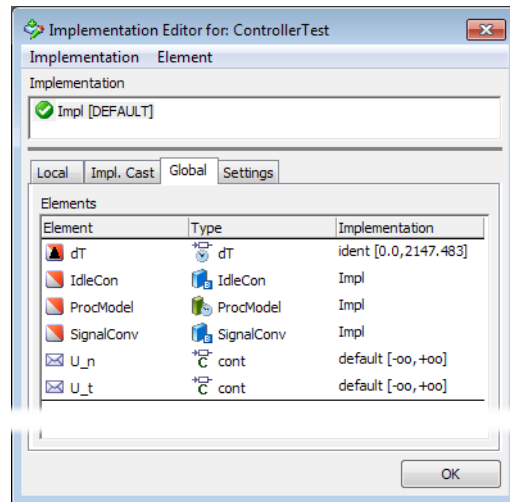 Implementation Editor for: ControllerTest
Implementation Element
Implementation
Impl [DEFAULT]
Local Impl. Cast Global Settings
Elements
Element Type Implementation
dT dT ident [0.0,2147.483]
IdleCon IdleCon Impl
ProcModel ProcModel Impl
SignalConv SignalConv Impl
U_n cont default [-oo,+oo]
U_t cont default [-oo,+oo]
OK